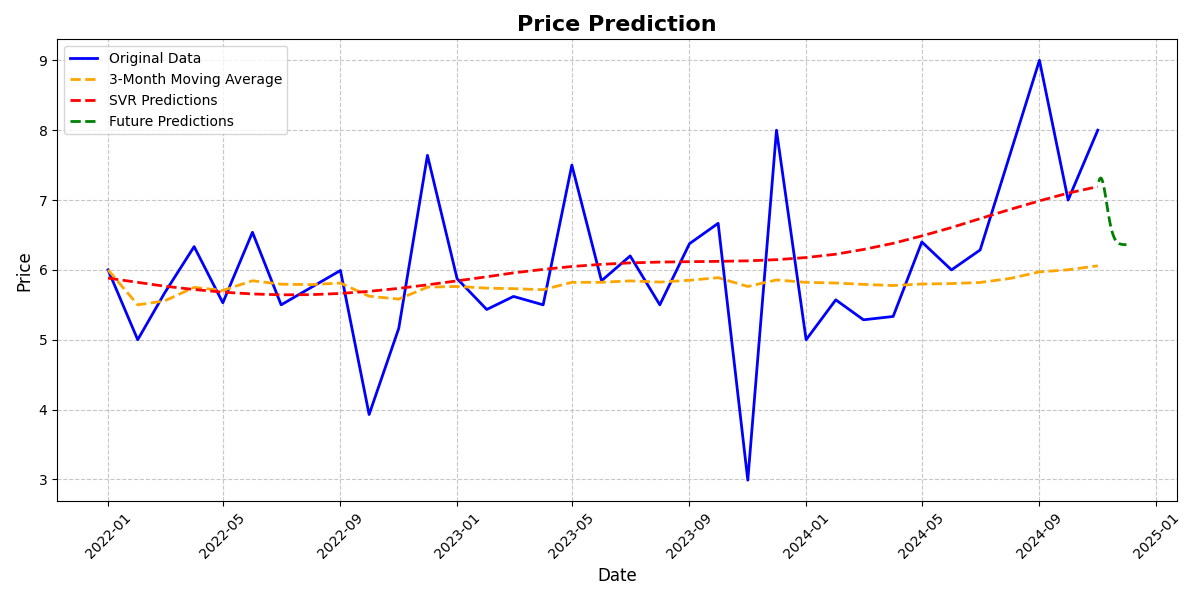 Price Prediction
Original Data
3-Month Moving Average
SVR Predictions
Future Predictions
Price
9
8
7
6
5
4
3
2022-01
2022-05
2022-09
2023-01
2023-05
2023-09
2024-01
2024-05
2024-09
2025-01
Date